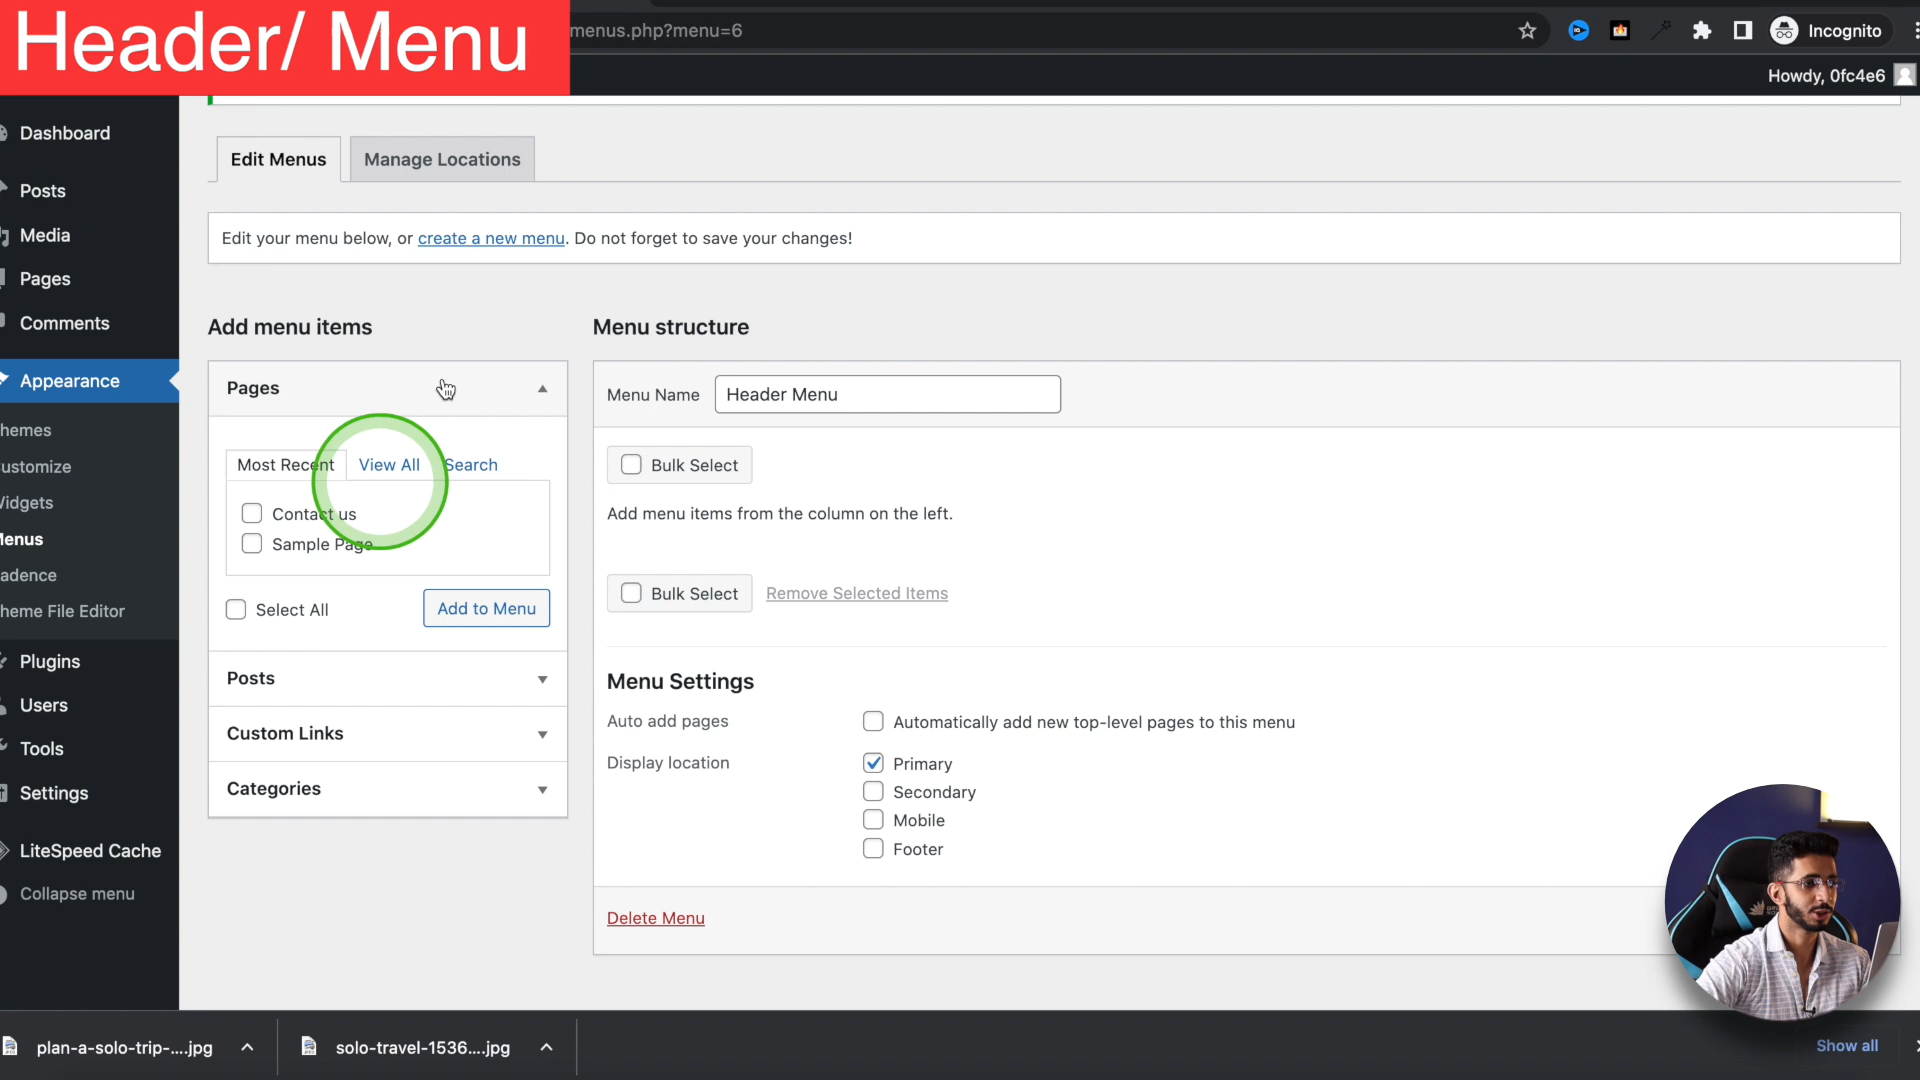 Header/ Menu
menus.php?menu=6
Incognito
Howdy, 0fc4e6
Dashboard
Posts
Media
Pages
Comments
Appearance
hemes
ustomize
Vidgets
Menus
adence
heme File Editor
Plugins
Users
Tools
Settings
LiteSpeed Cache
Collapse menu
Edit Menus
Manage Locations
Edit your menu below, or create a new menu. Do not forget to save your changes!
Add menu items
Pages
Most Recent
View All
Search
Contact us
Sample Page
Select All
Add to Menu
Posts
Custom Links
Categories
Menu structure
Menu Name
Header Menu
Bulk Select
Add menu items from the column on the left.
Bulk Select
Remove Selected Items
Menu Settings
Auto add pages
Automatically add new top-level pages to this menu
Display location
Primary
Secondary
Mobile
Footer
Delete Menu
plan-a-solo-trip-....jpg
solo-travel-1536....jpg
Show all